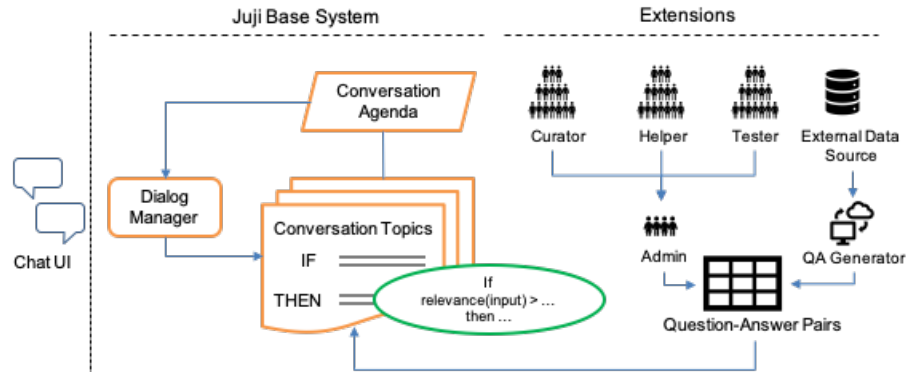 Juji Base System
Extensions
Conversation
Agenda
Curator
Helper
Tester
External Data
Source
Dialog
Manager
Chat UI
Conversation Topics
IF
THEN
If
relevance(input) > ...
then ...
Admin
QA Generator
Question-Answer Pairs